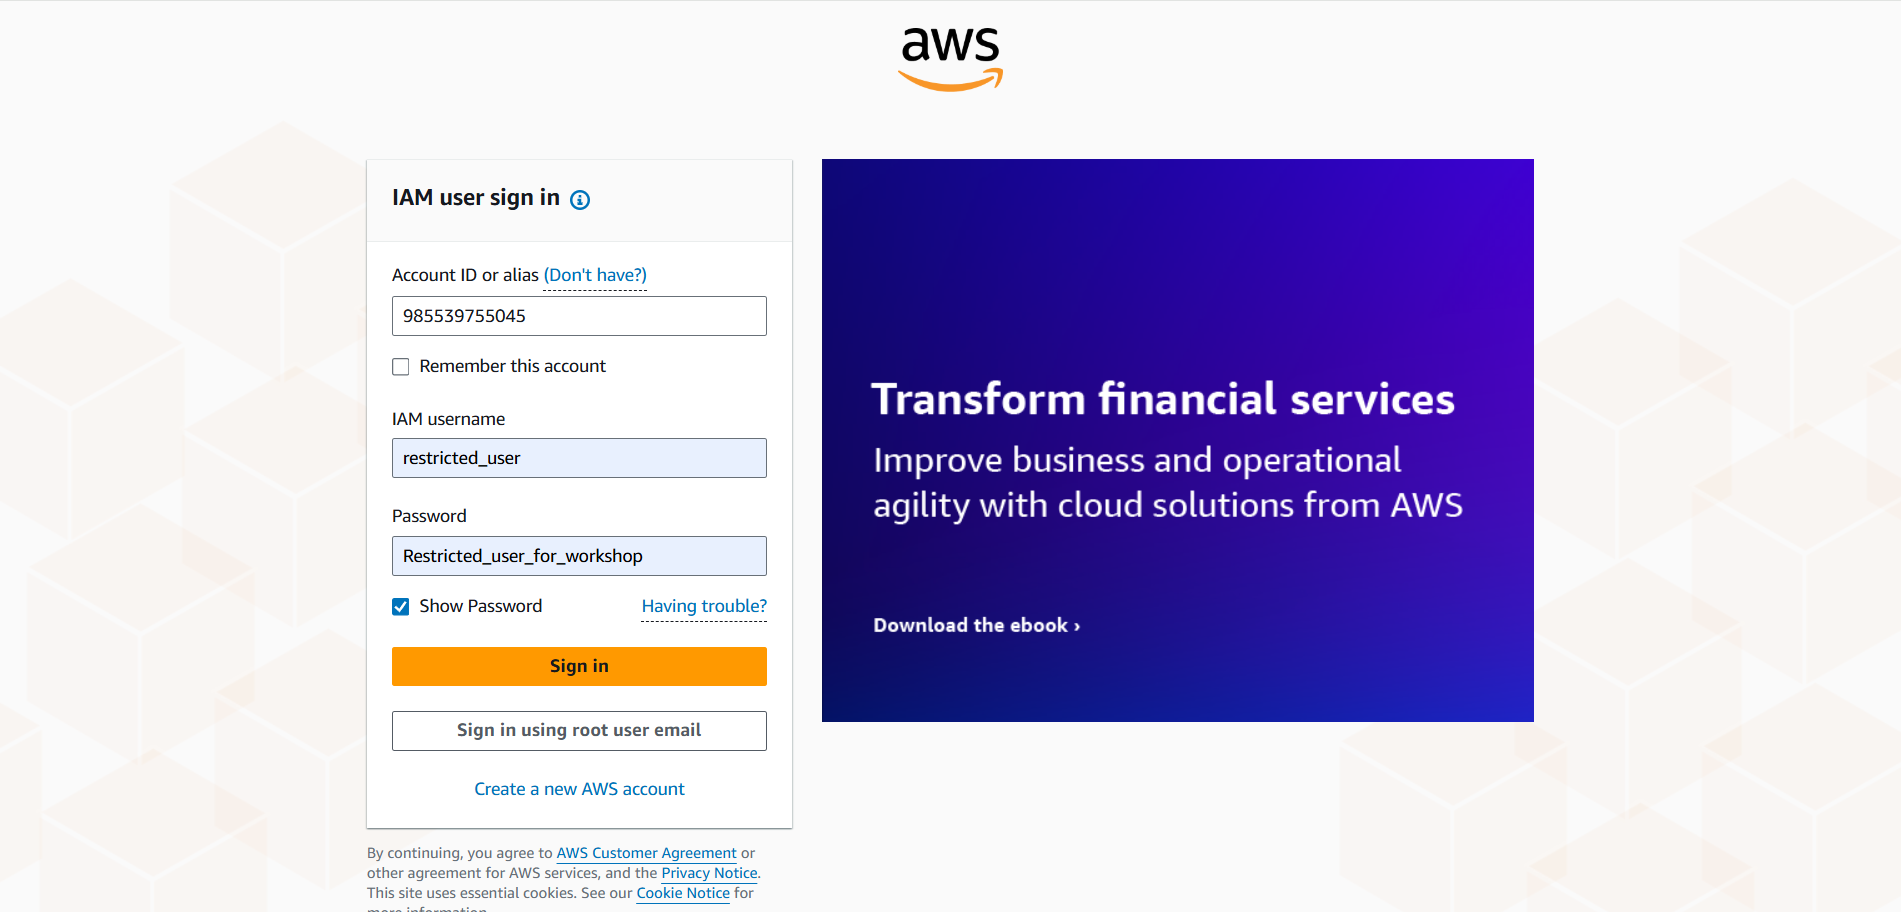 aws
IAM user sign in
Account ID or alias (Don't have?)
985539755045
Remember this account
IAM username
restricted_user
Password
Restricted_user_for_workshop
Show Password Having trouble?
Sign in
Sign in using root user email
Create a new AWS account
By continuing, you agree to AWS Customer Agreement or
other agreement for AWS services, and the Privacy Notice.
This site uses essential cookies. See our Cookie Notice for
more information.
Transform financial services
Improve business and operational
agility with cloud solutions from AWS
Download the ebook ›